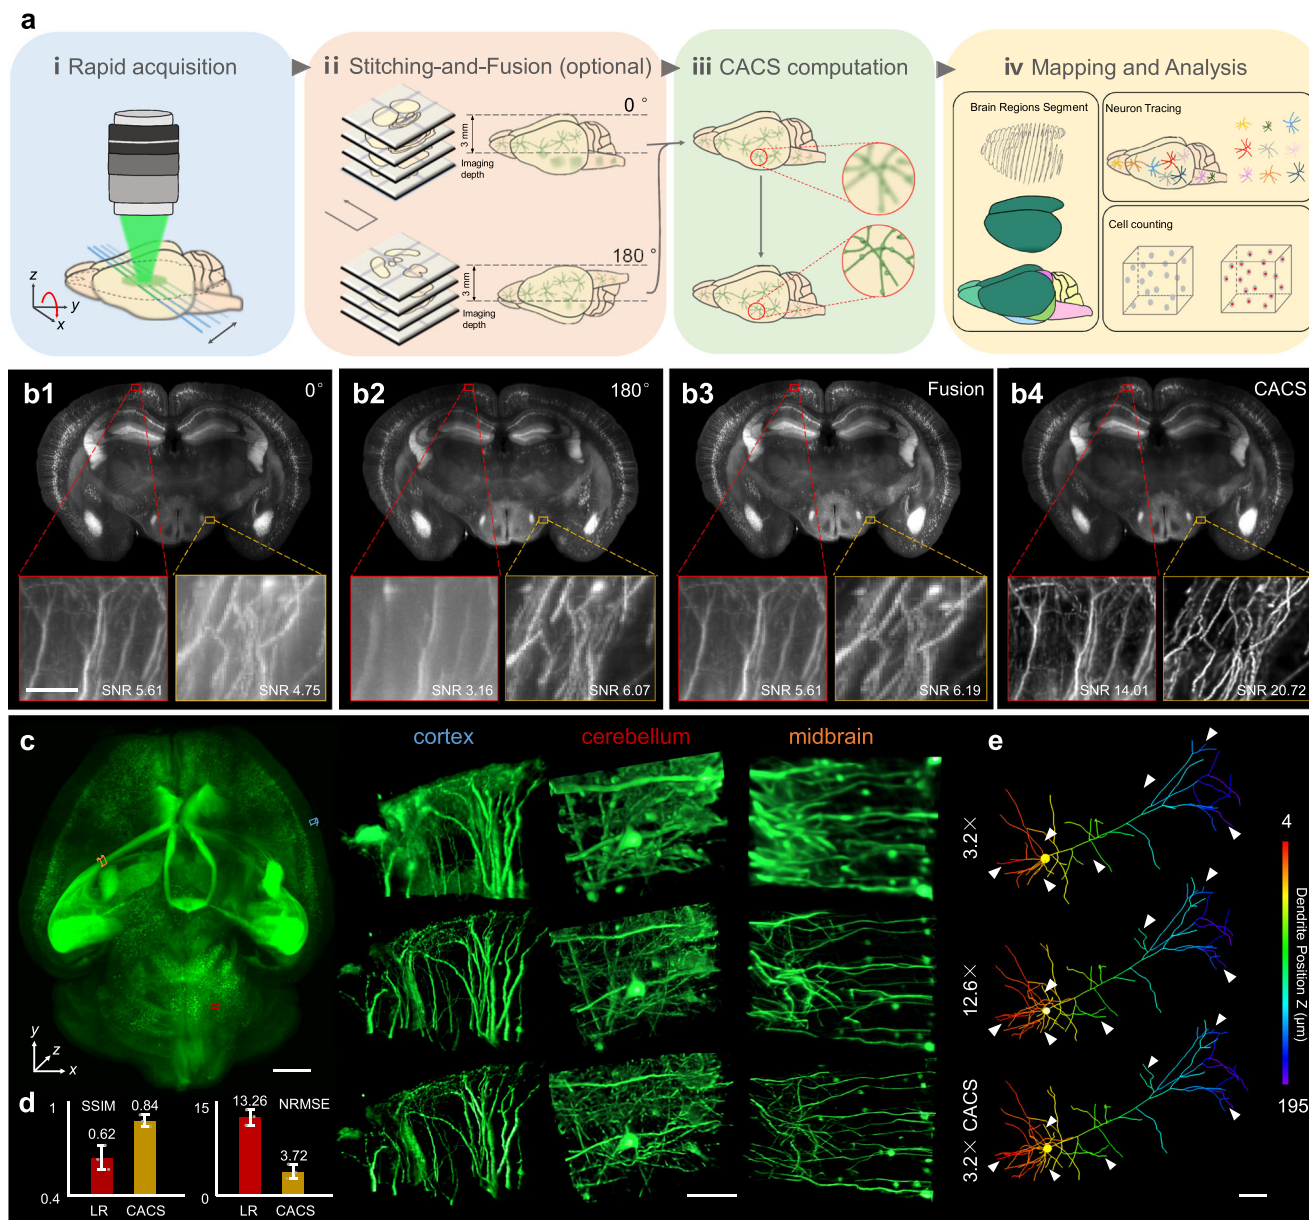 a
i Rapid acquisition
ii Stitching-and-Fusion (optional)
iii CACS computation
iv Mapping and Analysis
z
y
x
0°
3 mm
Imaging
depth
180°
3 mm
Imaging
depth
Brain Regions Segment
Neuron Tracing
Cell counting
b1
0°
SNR 5.61
SNR 4.75
b2
180°
SNR 3.16
SNR 6.07
b3
Fusion
SNR 5.61
SNR 6.19
b4
CACS
SNR 14.01
SNR 20.72
c
cortex
cerebellum
midbrain
y
z
x
d
1
SSIM
0.84
0.62
0.4
LR
CACS
15
13.26
NRMSE
3.72
0
LR
CACS
e
3.2×
12.6×
3.2× CACS
4
Dendrite Position Z (μm)
195